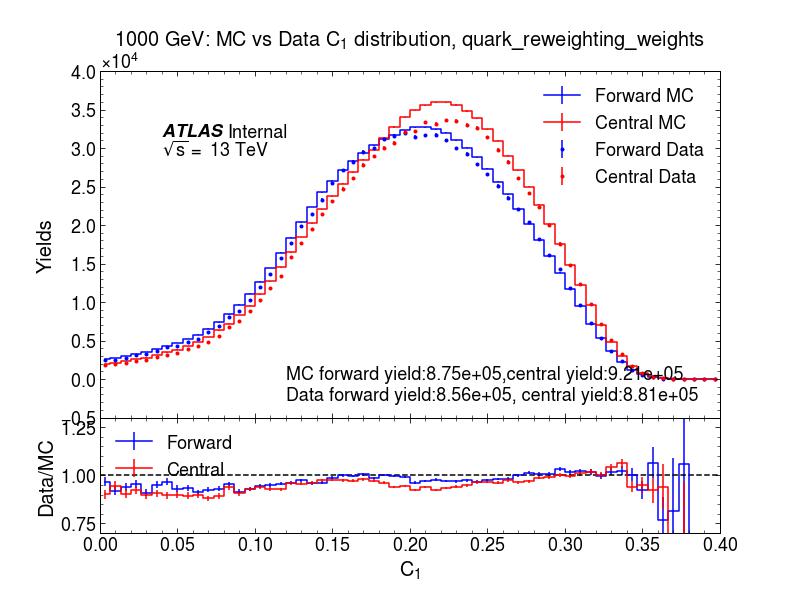 1000 GeV: MC vs Data C₁ distribution, quark_reweighting_weights
×10⁴
4.0
3.5
3.0
2.5
2.0
1.5
1.0
0.5
0.0
0.5
Yields
ATLAS Internal
√s = 13 TeV
Forward MC
Central MC
Forward Data
Central Data
MC forward yield:8.75e+05,central yield:9.21e+05
Data forward yield:8.56e+05, central yield:8.81e+05
1.25
1.00
0.75
Data/MC
Forward
Central
0.00 0.05 0.10 0.15 0.20 0.25 0.30 0.35 0.40
C₁